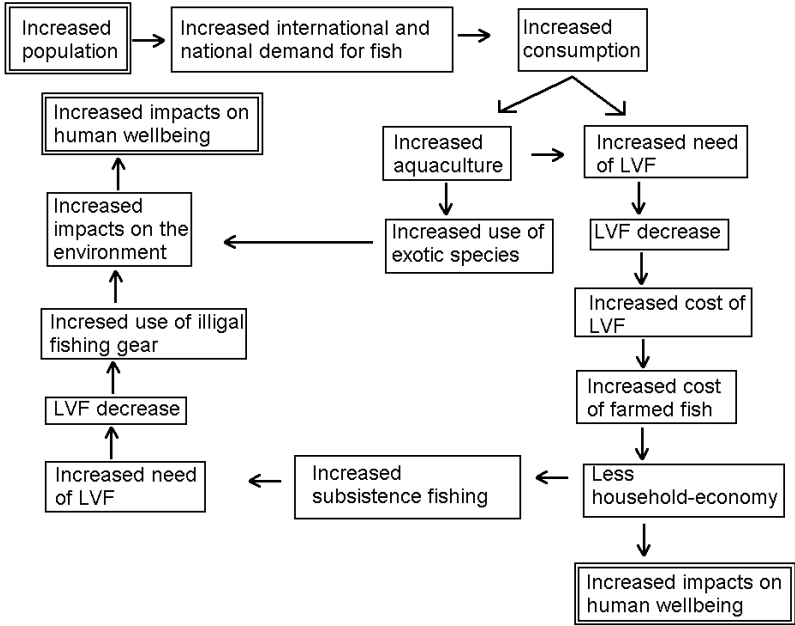 Increased
population
Increased international and
national demand for fish
Increased
consumption
Increased impacts on
human wellbeing
Increased
aquaculture
Increased need
of LVF
Increased
impacts on the
environment
Increased use of
exotic species
LVF decrease
Increased cost of
LVF
Incresed use of illigal
fishing gear
Increased cost
of farmed fish
LVF decrease
Increased need
of LVF
Increased
subsistence fishing
Less
household-economy
Increased impacts on
human wellbeing